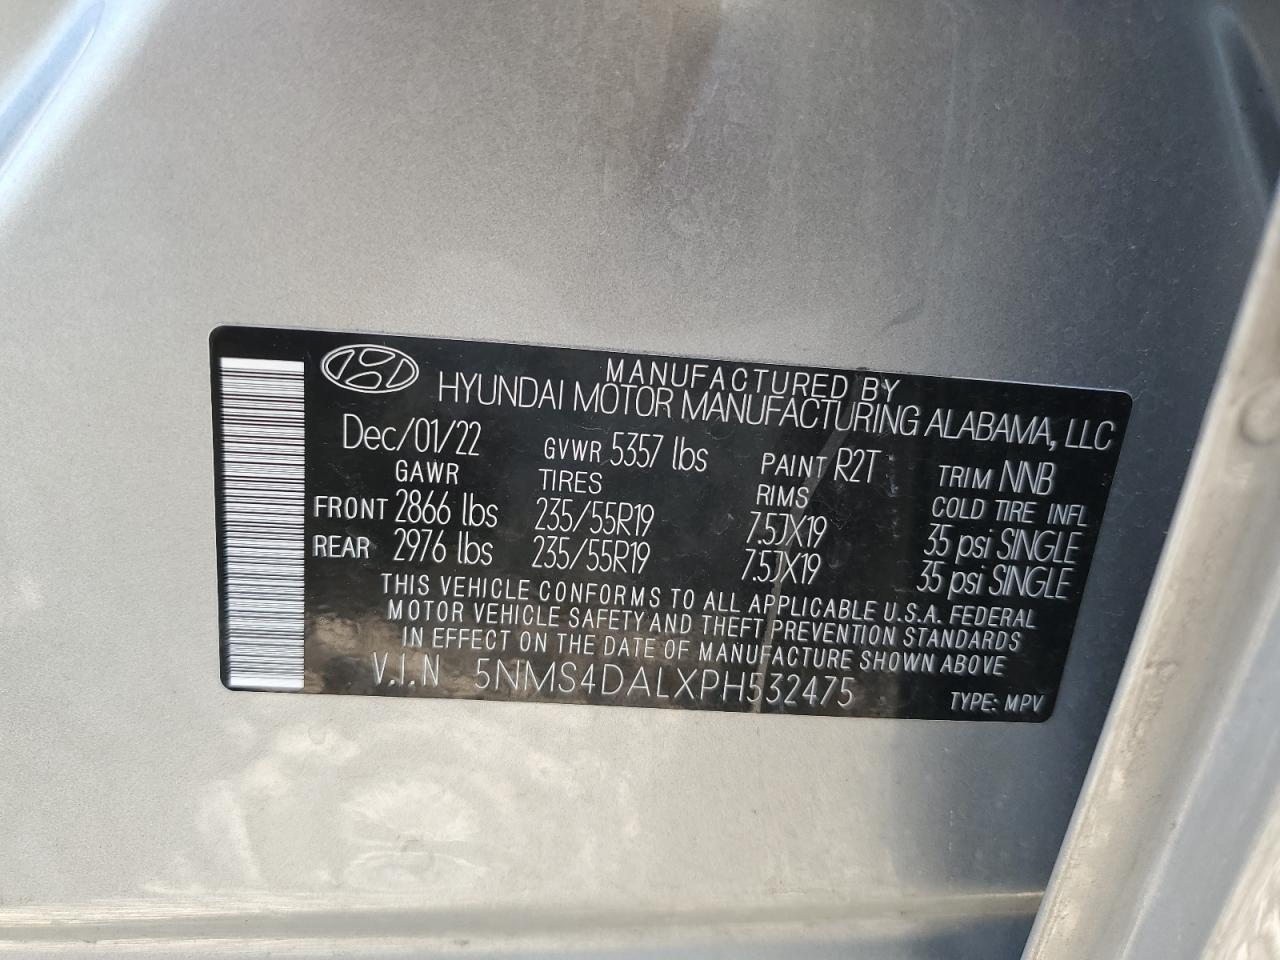 MANUFACTURED BY
HYUNDAI MOTOR MANUFACTURING ALABAMA, LLC
Dec/01/22 GVWR 5357 lbs PAINT R2T TRIM NNB
GAWR TIRES RIMS COLD TIRE INFL
FRONT 2866 lbs 235/55R19 7.5JX19 35 psi SINGLE
REAR 2976 lbs 235/55R19 7.5JX19 35 psi SINGLE
THIS VEHICLE CONFORMS TO ALL APPLICABLE U.S.A. FEDERAL
MOTOR VEHICLE SAFETY AND THEFT PREVENTION STANDARDS
IN EFFECT ON THE DATE OF MANUFACTURE SHOWN ABOVE
V.I.N 5NMS4DALXPH532475 TYPE: MPV